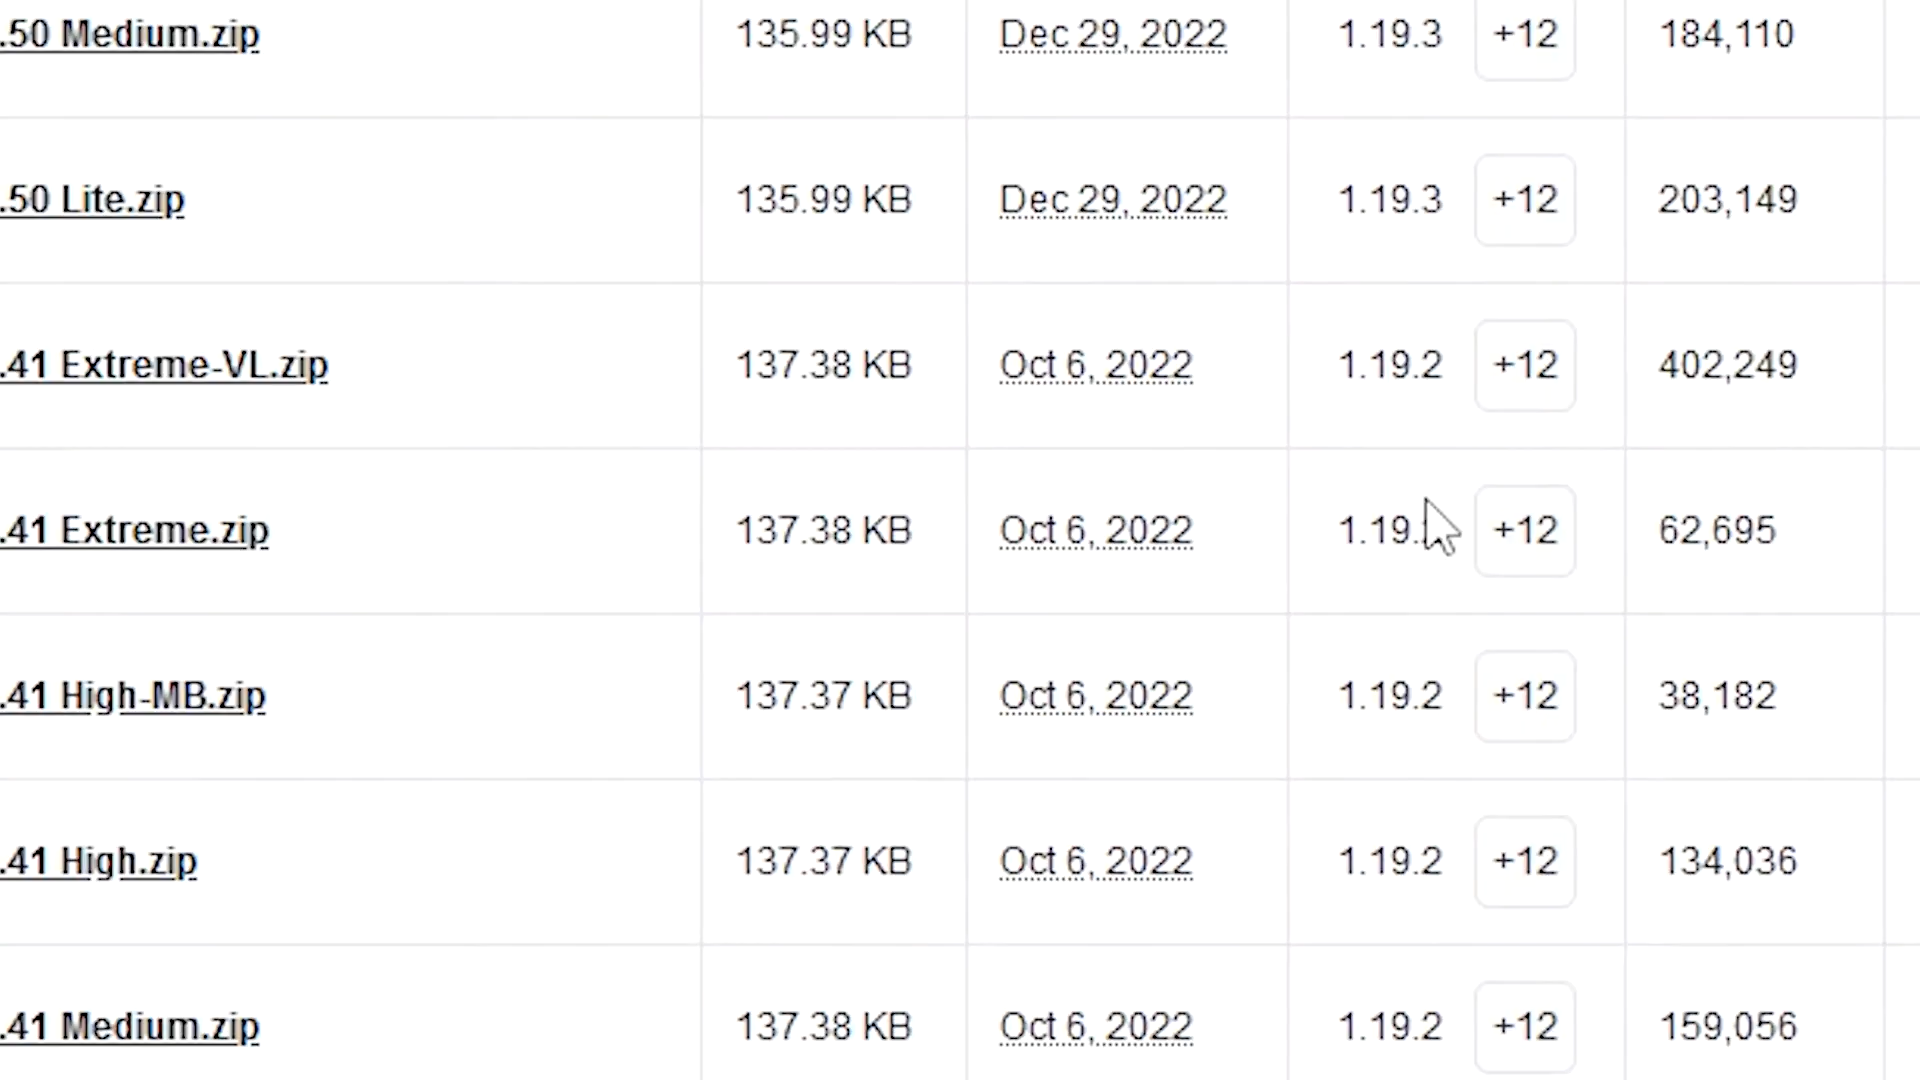 .50 Medium.zip 135.99 KB Dec 29, 2022 1.19.3 +12 184,110
.50 Lite.zip 135.99 KB Dec 29, 2022 1.19.3 +12 203,149
.41 Extreme-VL.zip 137.38 KB Oct 6, 2022 1.19.2 +12 402,249
.41 Extreme.zip 137.38 KB Oct 6, 2022 1.19. +12 62,695
.41 High-MB.zip 137.37 KB Oct 6, 2022 1.19.2 +12 38,182
.41 High.zip 137.37 KB Oct 6, 2022 1.19.2 +12 134,036
.41 Medium.zip 137.38 KB Oct 6, 2022 1.19.2 +12 159,056